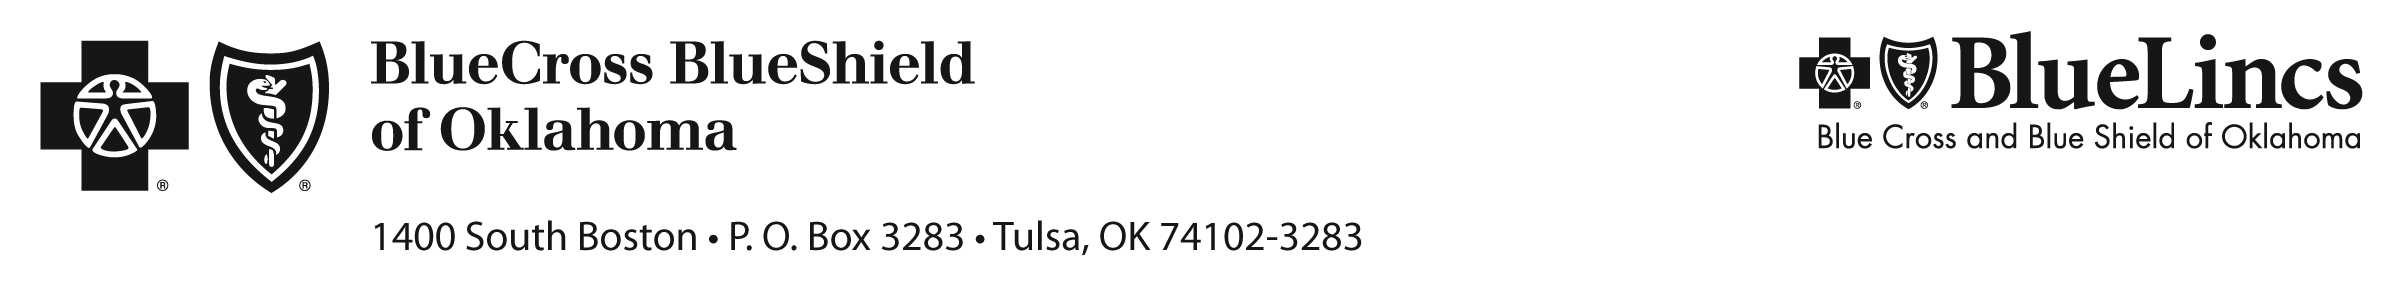 BlueCross BlueShield
of Oklahoma
1400 South Boston • P. O. Box 3283 • Tulsa, OK 74102-3283
BlueLincs
Blue Cross and Blue Shield of Oklahoma